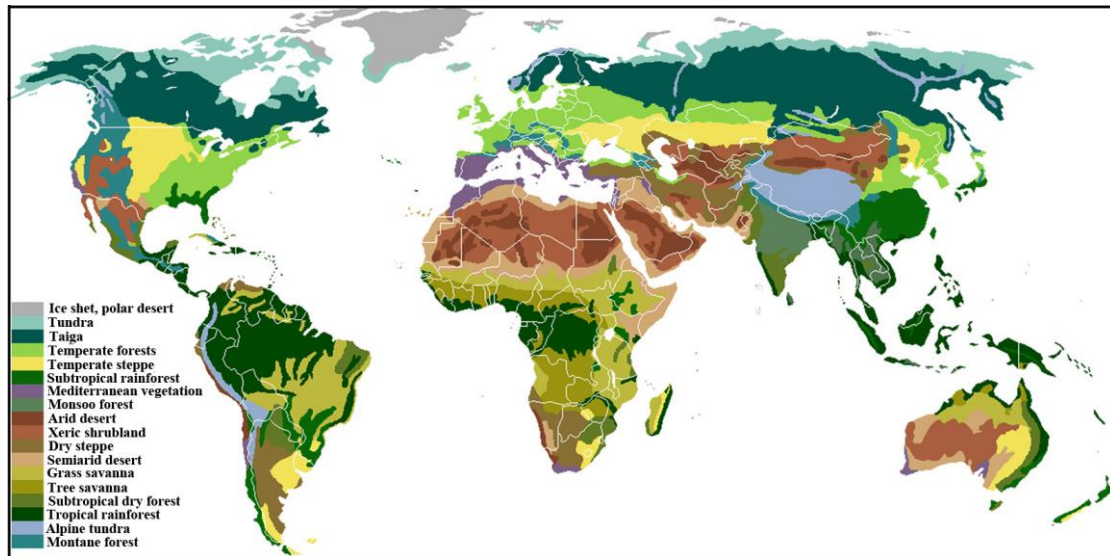 Ice shet, polar desert
Tundra
Taiga
Temperate forests
Temperate steppe
Subtropical rainforest
Mediterranean vegetation
Monsoo forest
Arid desert
Xeric shrubland
Dry steppe
Semiarid desert
Grass savanna
Tree savanna
Subtropical dry forest
Tropical rainforest
Alpine tundra
Montane forest